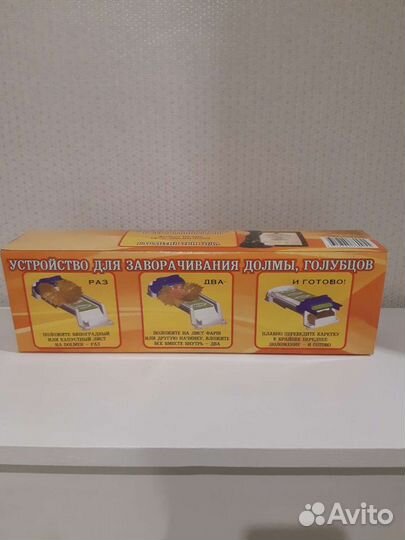 УСТРОЙСТВО ДЛЯ ЗАВОРАЧИВАНИЯ ДОЛМЫ, ГОЛУБЦОВ
РАЗ
ПОЛОЖИТЕ ВИНОГРАДНЫЙ
ИЛИ КАПУСТНЫЙ ЛИСТ
НА DOLMER - РАЗ
ДВА
ПОЛОЖИТЕ НА ЛИСТ ФАРШ
ИЛИ ДРУГУЮ НАЧИНКУ, ВЛОЖИТЕ
ВСЕ ВМЕСТЕ ВНУТРЬ - ДВА
И ГОТОВО!
ПЛАВНО ПЕРЕВЕДИТЕ КАРЕТКУ
В КРАЙНЕЕ ПЕРЕДНЕЕ
ПОЛОЖЕНИЕ - И ГОТОВО
Avito